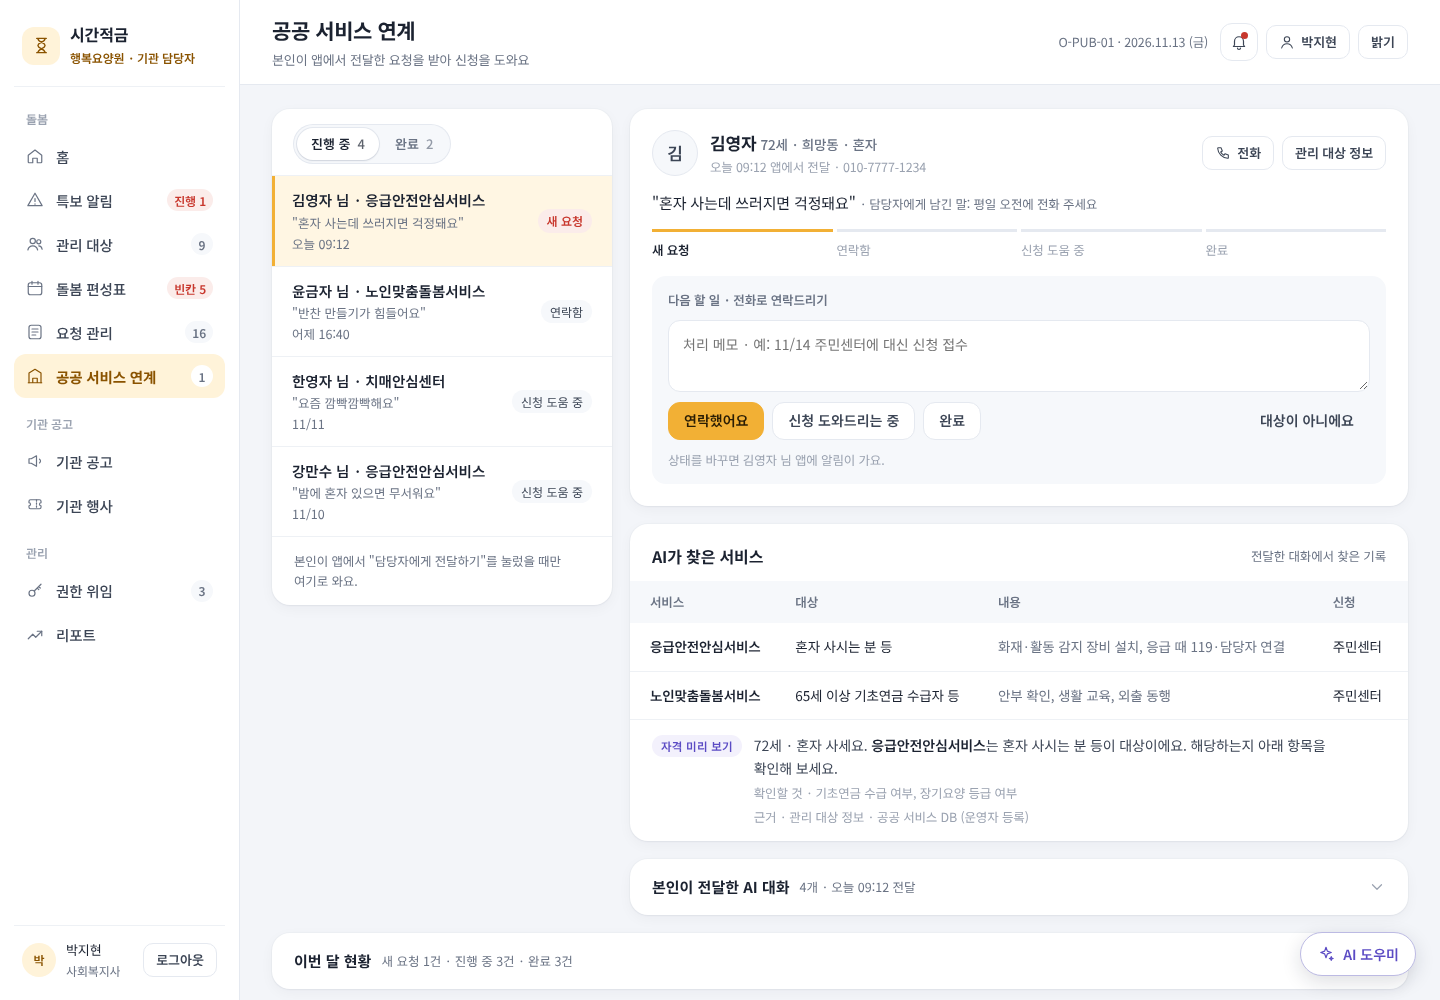 시간적금
행복요양원 · 기관 담당자
돌봄
홈
특보 알림
진행 1
관리 대상
9
돌봄 편성표
빈칸 5
요청 관리
16
공공 서비스 연계
1
기관 공고
기관 공고
기관 행사
관리
권한 위임
3
리포트
박
박지현
사회복지사
로그아웃
공공 서비스 연계
본인이 앱에서 전달한 요청을 받아 신청을 도와요
O-PUB-01 · 2026.11.13 (금)
박지현
밝기
진행 중 4
완료 2
김영자 님 · 응급안전안심서비스
"혼자 사는데 쓰러지면 걱정돼요"
오늘 09:12
새 요청
윤금자 님 · 노인맞춤돌봄서비스
"반찬 만들기가 힘들어요"
어제 16:40
연락함
한영자 님 · 치매안심센터
"요즘 깜빡깜빡해요"
11/11
신청 도움 중
강만수 님 · 응급안전안심서비스
"밤에 혼자 있으면 무서워요"
11/10
신청 도움 중
본인이 앱에서 "담당자에게 전달하기"를 눌렀을 때만
여기로 와요.
김
김영자 72세 · 희망동 · 혼자
오늘 09:12 앱에서 전달 · 010-7777-1234
전화
관리 대상 정보
"혼자 사는데 쓰러지면 걱정돼요" · 담당자에게 남긴 말: 평일 오전에 전화 주세요
새 요청
연락함
신청 도움 중
완료
다음 할 일 · 전화로 연락드리기
처리 메모 · 예: 11/14 주민센터에 대신 신청 접수
연락했어요
신청 도와드리는 중
완료
대상이 아니에요
상태를 바꾸면 김영자 님 앱에 알림이 가요.
AI가 찾은 서비스
전달한 대화에서 찾은 기록
서비스 대상 내용 신청
응급안전안심서비스 혼자 사시는 분 등 화재·활동 감지 장비 설치, 응급 때 119·담당자 연결 주민센터
노인맞춤돌봄서비스 65세 이상 기초연금 수급자 등 안부 확인, 생활 교육, 외출 동행 주민센터
자격 미리 보기
72세 · 혼자 사세요. 응급안전안심서비스는 혼자 사시는 분 등이 대상이에요. 해당하는지 아래 항목을
확인해 보세요.
확인할 것 · 기초연금 수급 여부, 장기요양 등급 여부
근거 · 관리 대상 정보 · 공공 서비스 DB (운영자 등록)
본인이 전달한 AI 대화 4개 · 오늘 09:12 전달
이번 달 현황 새 요청 1건 · 진행 중 3건 · 완료 3건
AI 도우미